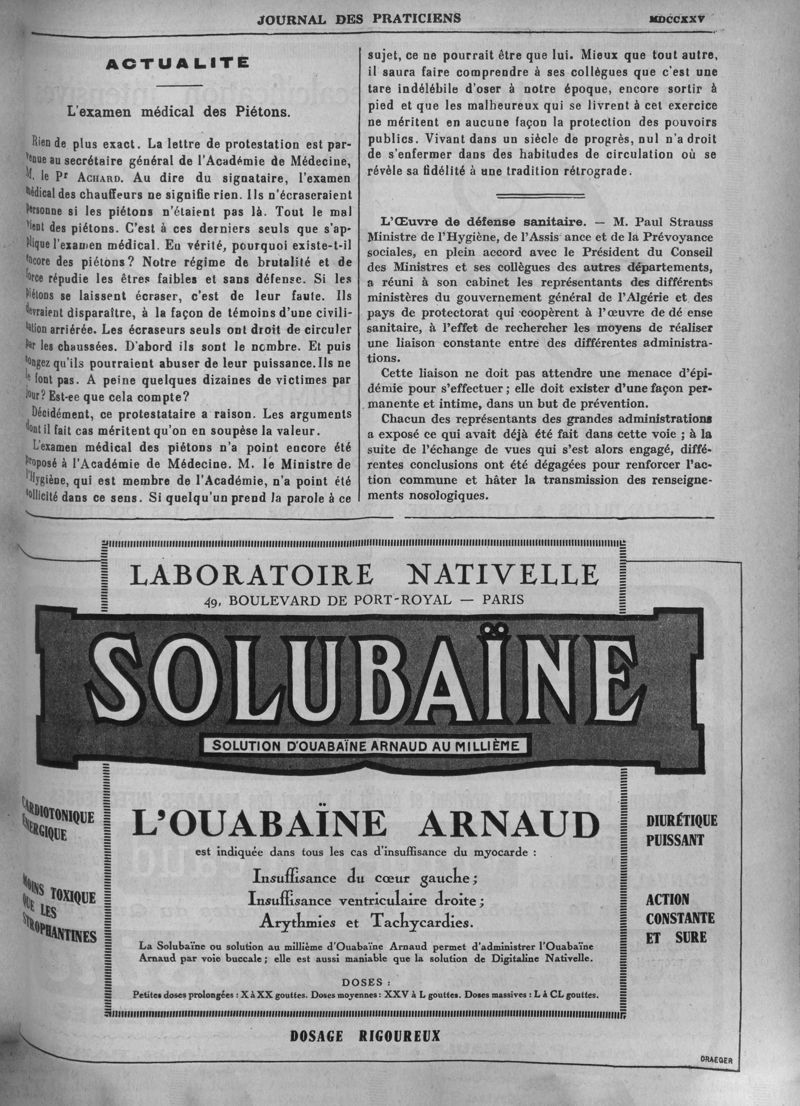 JOURNAL DES PRATICIENS
MDCCXXV
ACTUALITÉ
L'examen médical des Piétons.
Rien de plus exact. La lettre de protestation est par-
venue au secrétaire général de l'Académie de Médecine,
M. le Pr ACHARD. Au dire du signataire, l'examen
médical des chauffeurs ne signifie rien. Ils n'écraseraient
personne si les piétons n'étaient pas là. Tout le mal
vient des piétons. C'est à ces derniers seuls que s'ap-
plique l'examen médical. En vérité, pourquoi existe-t-il
encore des piétons? Notre régime de brutalité et de
force répudie les êtres faibles et sans défense. Si les
piétons se laissent écraser, c'est de leur faute. Ils
devraient disparaître, à la façon de témoins d'une civili-
sation arriérée. Les écraseurs seuls ont droit de circuler
par les chaussées. D'abord ils sont le nombre. Et puis
songez qu'ils pourraient abuser de leur puissance. Ils ne
le font pas. A peine quelques dizaines de victimes par
jour? Est-ce que cela compte?
Décidément, ce protestataire a raison. Les arguments
dont il fait cas méritent qu'on en soupèse la valeur.
L'examen médical des piétons n'a point encore été
proposé à l'Académie de Médecine. M. le Ministre de
l'Hygiène, qui est membre de l'Académie, n'a point été
sollicité dans ce sens. Si quelqu'un prend la parole à ce
sujet, ce ne pourrait être que lui. Mieux que tout autre,
il saura faire comprendre à ses collègues que c'est une
tare indélébile d'oser à notre époque, encore sortir à
pied et que les malheureux qui se livrent à cet exercice
ne méritent en aucune façon la protection des pouvoirs
publics. Vivant dans un siècle de progrès, nul n'a droit
de s'enfermer dans des habitudes de circulation où se
révèle sa fidélité à une tradition rétrograde.
L'Œuvre de défense sanitaire. — M. Paul Strauss
Ministre de l'Hygiène, de l'Assis ance et de la Prévoyance
sociales, en plein accord avec le Président du Conseil
des Ministres et ses collègues des autres départements,
a réuni à son cabinet les représentants des différents
ministères du gouvernement général de l'Algérie et des
pays de protectorat qui coopèrent à l'œuvre de dé ense
sanitaire, à l'effet de rechercher les moyens de réaliser
une liaison constante entre des différentes administra-
tions.
Cette liaison ne doit pas attendre une menace d'épi-
démie pour s'effectuer ; elle doit exister d'une façon per-
manente et intime, dans un but de prévention.
Chacun des représentants des grandes administrations
a exposé ce qui avait déjà été fait dans cette voie ; à la
suite de l'échange de vues qui s'est alors engagé, diffé-
rentes conclusions ont été dégagées pour renforcer l'ac-
tion commune et hâter la transmission des renseigne-
ments nosologiques.
LABORATOIRE NATIVELLE
49, BOULEVARD DE PORT-ROYAL — PARIS
SOLUBAÏNE
SOLUTION D'OUABAÏNE ARNAUD AU MILLIÈME
CARDIOTONIQUE
ÉNERGIQUE
MOINS TOXIQUE
QUE LES
STROPHANTINES
L'OUABAÏNE ARNAUD
est indiquée dans tous les cas d'insuffisance du myocarde :
Insuffisance du cœur gauche ;
Insuffisance ventriculaire droite ;
Arythmies et Tachycardies.
La Solubaïne ou solution au millième d'Ouabaïne Arnaud permet d'administrer l'Ouabaïne
Arnaud par voie buccale ; elle est aussi maniable que la solution de Digitaline Nativelle.
DOSES :
Petites doses prolongées : X à XX gouttes. Doses moyennes : XXV à L gouttes. Doses massives : L à CL gouttes.
DIURÉTIQUE
PUISSANT
ACTION
CONSTANTE
ET SURE
DOSAGE RIGOUREUX
DRAEGER